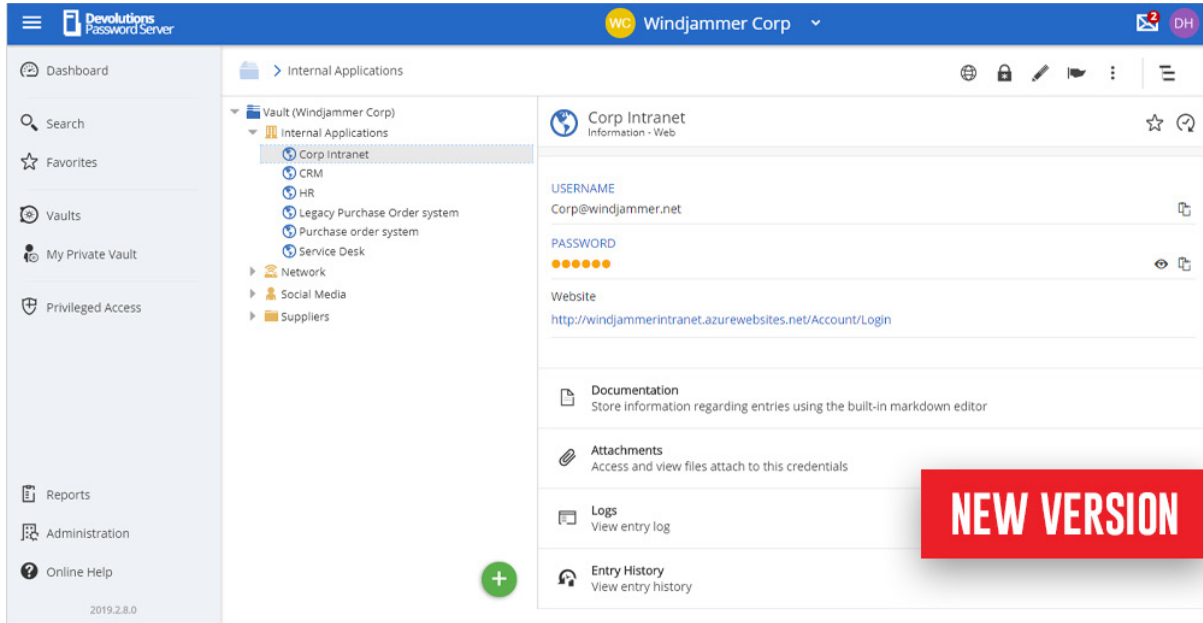 Devolutions
Password Server
WC Windjammer Corp
2
DH
Dashboard
Search
Favorites
Vaults
My Private Vault
Privileged Access
Reports
Administration
Online Help
2019.2.8.0
Internal Applications
Vault (Windjammer Corp)
Internal Applications
Corp Intranet
CRM
HR
Legacy Purchase Order system
Purchase order system
Service Desk
Network
Social Media
Suppliers
Corp Intranet
Information - Web
USERNAME
Corp@windjammer.net
PASSWORD
Website
http://windjammerintranet.azurewebsites.net/Account/Login
Documentation
Store information regarding entries using the built-in markdown editor
Attachments
Access and view files attach to this credentials
Logs
View entry log
Entry History
View entry history
NEW VERSION